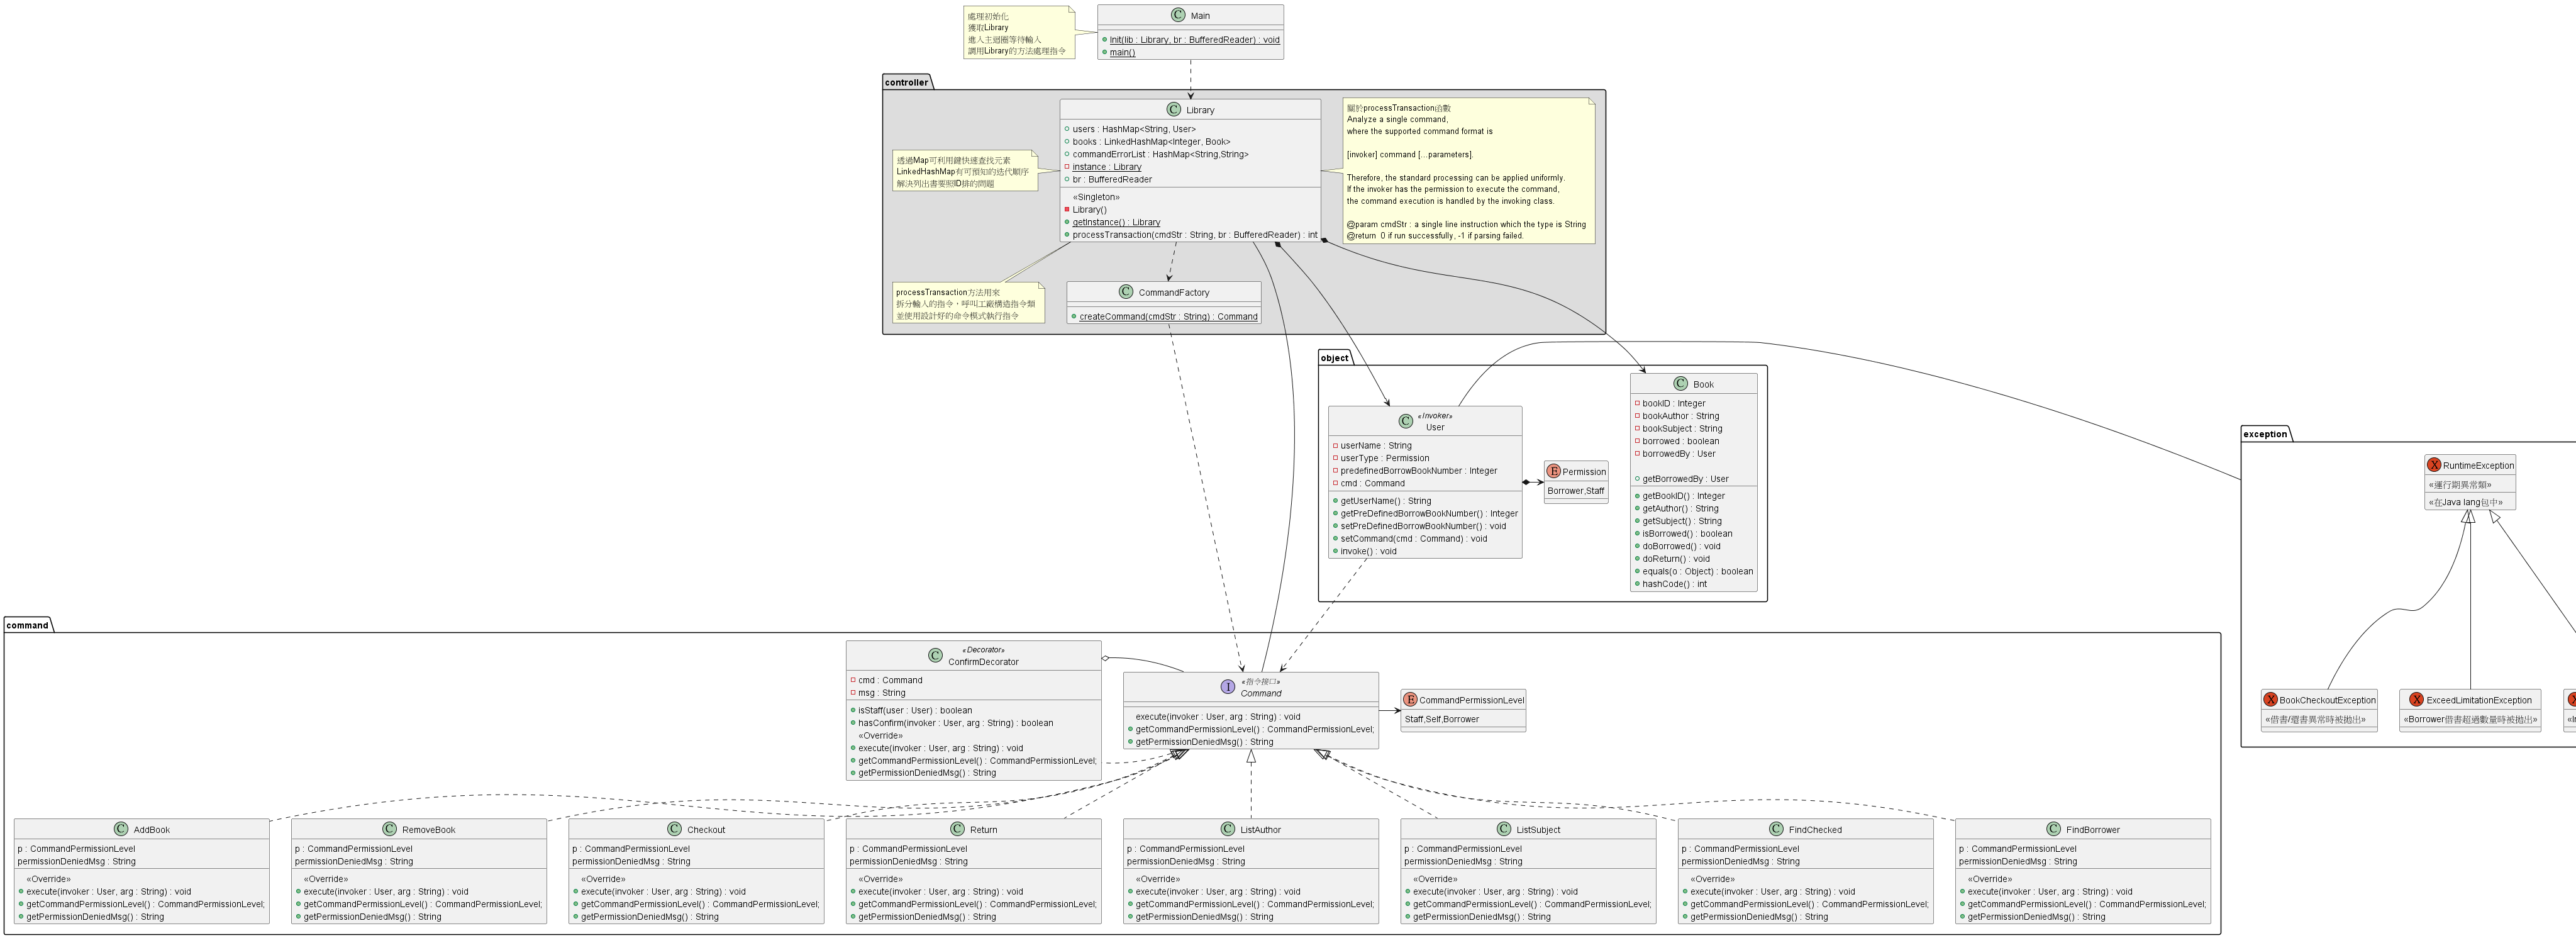 處理初始化
獲取Library
進入主迴圈等待輸入
調用Library的方法處理指令
Main
Init(lib : Library, br : BufferedReader) : void
main()
controller
Library
users : HashMap<String, User>
books : LinkedHashMap<Integer, Book>
commandErrorList : HashMap<String,String>
instance : Library
br : BufferedReader
«Singleton»
Library()
getInstance() : Library
processTransaction(cmdStr : String, br : BufferedReader) : int
透過Map可利用鍵快速查找元素
LinkedHashMap有可預知的迭代順序
解決列出書要照ID排的問題
關於processTransaction函數
Analyze a single command,
where the supported command format is
[invoker] command [...parameters].
Therefore, the standard processing can be applied uniformly.
If the invoker has the permission to execute the command,
the command execution is handled by the invoking class.
@param cmdStr : a single line instruction which the type is String
@return 0 if run successfully, -1 if parsing failed.
processTransaction方法用來
拆分輸入的指令，呼叫工廠構造指令類
並使用設計好的命令模式執行指令
CommandFactory
createCommand(cmdStr : String) : Command
object
«Invoker»
User
userName : String
userType : Permission
predefinedBorrowBookNumber : Integer
cmd : Command
getUserName() : String
getPreDefinedBorrowBookNumber() : Integer
setPreDefinedBorrowBookNumber() : void
setCommand(cmd : Command) : void
invoke() : void
Permission
Borrower,Staff
Book
bookID : Integer
bookAuthor : String
bookSubject : String
borrowed : boolean
borrowedBy : User
getBorrowedBy : User
getBookID() : Integer
getAuthor() : String
getSubject() : String
isBorrowed() : boolean
doBorrowed() : void
doReturn() : void
equals(o : Object) : boolean
hashCode() : int
exception
RuntimeException
«運行期異常類»
«在Java lang包中»
BookCheckoutException
«借書/還書異常時被拋出»
ExceedLimitationException
«Borrower借書超過數量時被拋出»
command
«Decorator»
ConfirmDecorator
cmd : Command
msg : String
isStaff(user : User) : boolean
hasConfirm(invoker : User, arg : String) : boolean
«Override»
execute(invoker : User, arg : String) : void
getCommandPermissionLevel() : CommandPermissionLevel;
getPermissionDeniedMsg() : String
«指令接口»
Command
execute(invoker : User, arg : String) : void
getCommandPermissionLevel() : CommandPermissionLevel;
getPermissionDeniedMsg() : String
CommandPermissionLevel
Staff,Self,Borrower
AddBook
p : CommandPermissionLevel
permissionDeniedMsg : String
«Override»
execute(invoker : User, arg : String) : void
getCommandPermissionLevel() : CommandPermissionLevel;
getPermissionDeniedMsg() : String
RemoveBook
p : CommandPermissionLevel
permissionDeniedMsg : String
«Override»
execute(invoker : User, arg : String) : void
getCommandPermissionLevel() : CommandPermissionLevel;
getPermissionDeniedMsg() : String
Checkout
p : CommandPermissionLevel
permissionDeniedMsg : String
«Override»
execute(invoker : User, arg : String) : void
getCommandPermissionLevel() : CommandPermissionLevel;
getPermissionDeniedMsg() : String
Return
p : CommandPermissionLevel
permissionDeniedMsg : String
«Override»
execute(invoker : User, arg : String) : void
getCommandPermissionLevel() : CommandPermissionLevel;
getPermissionDeniedMsg() : String
ListAuthor
p : CommandPermissionLevel
permissionDeniedMsg : String
«Override»
execute(invoker : User, arg : String) : void
getCommandPermissionLevel() : CommandPermissionLevel;
getPermissionDeniedMsg() : String
ListSubject
p : CommandPermissionLevel
permissionDeniedMsg : String
«Override»
execute(invoker : User, arg : String) : void
getCommandPermissionLevel() : CommandPermissionLevel;
getPermissionDeniedMsg() : String
FindChecked
p : CommandPermissionLevel
permissionDeniedMsg : String
«Override»
execute(invoker : User, arg : String) : void
getCommandPermissionLevel() : CommandPermissionLevel;
getPermissionDeniedMsg() : String
FindBorrower
p : CommandPermissionLevel
permissionDeniedMsg : String
«Override»
execute(invoker : User, arg : String) : void
getCommandPermissionLevel() : CommandPermissionLevel;
getPermissionDeniedMsg() : String